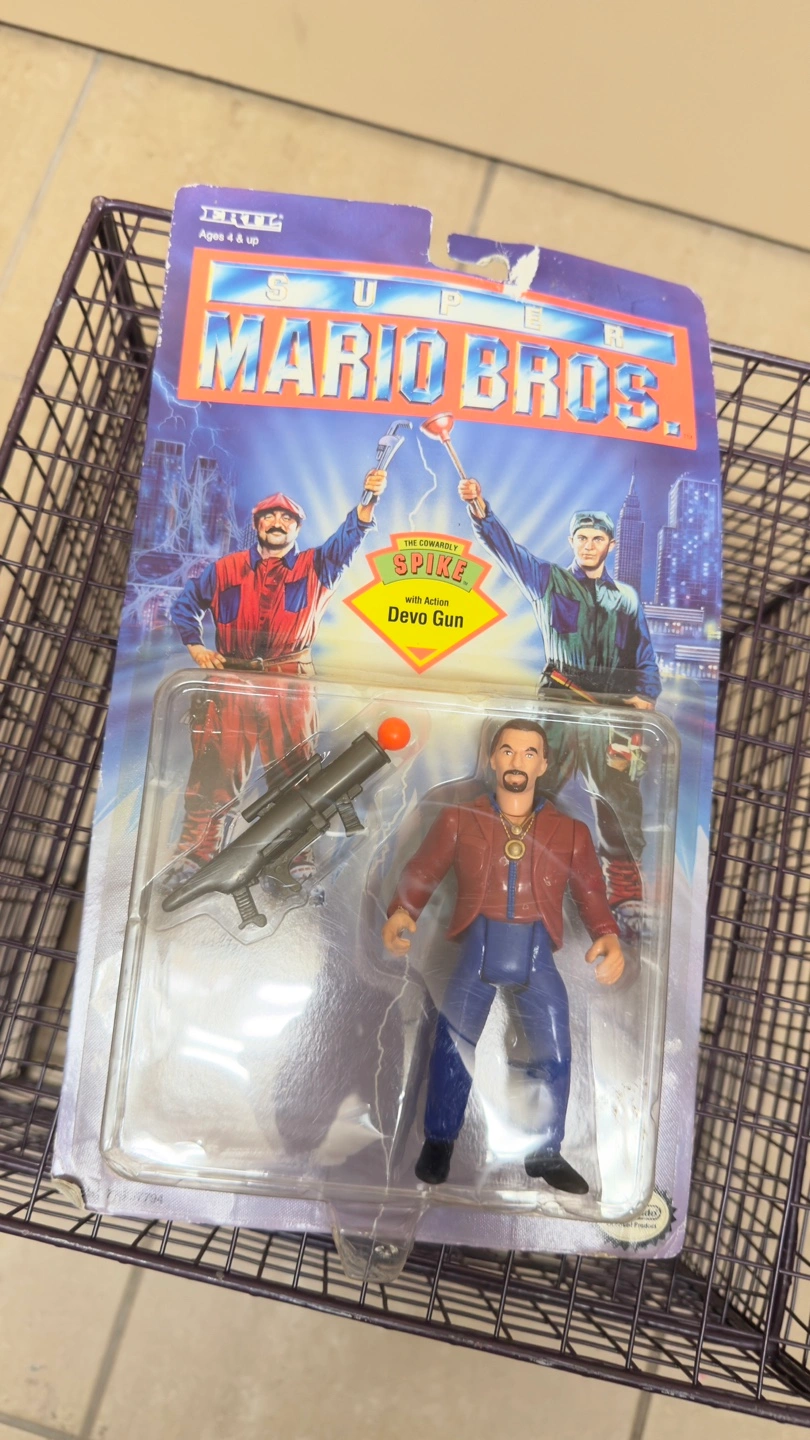 ERTL
Ages 4 & up
SUPER
MARIO BROS.
THE COWARDLY
SPIKE
with Action
Devo Gun